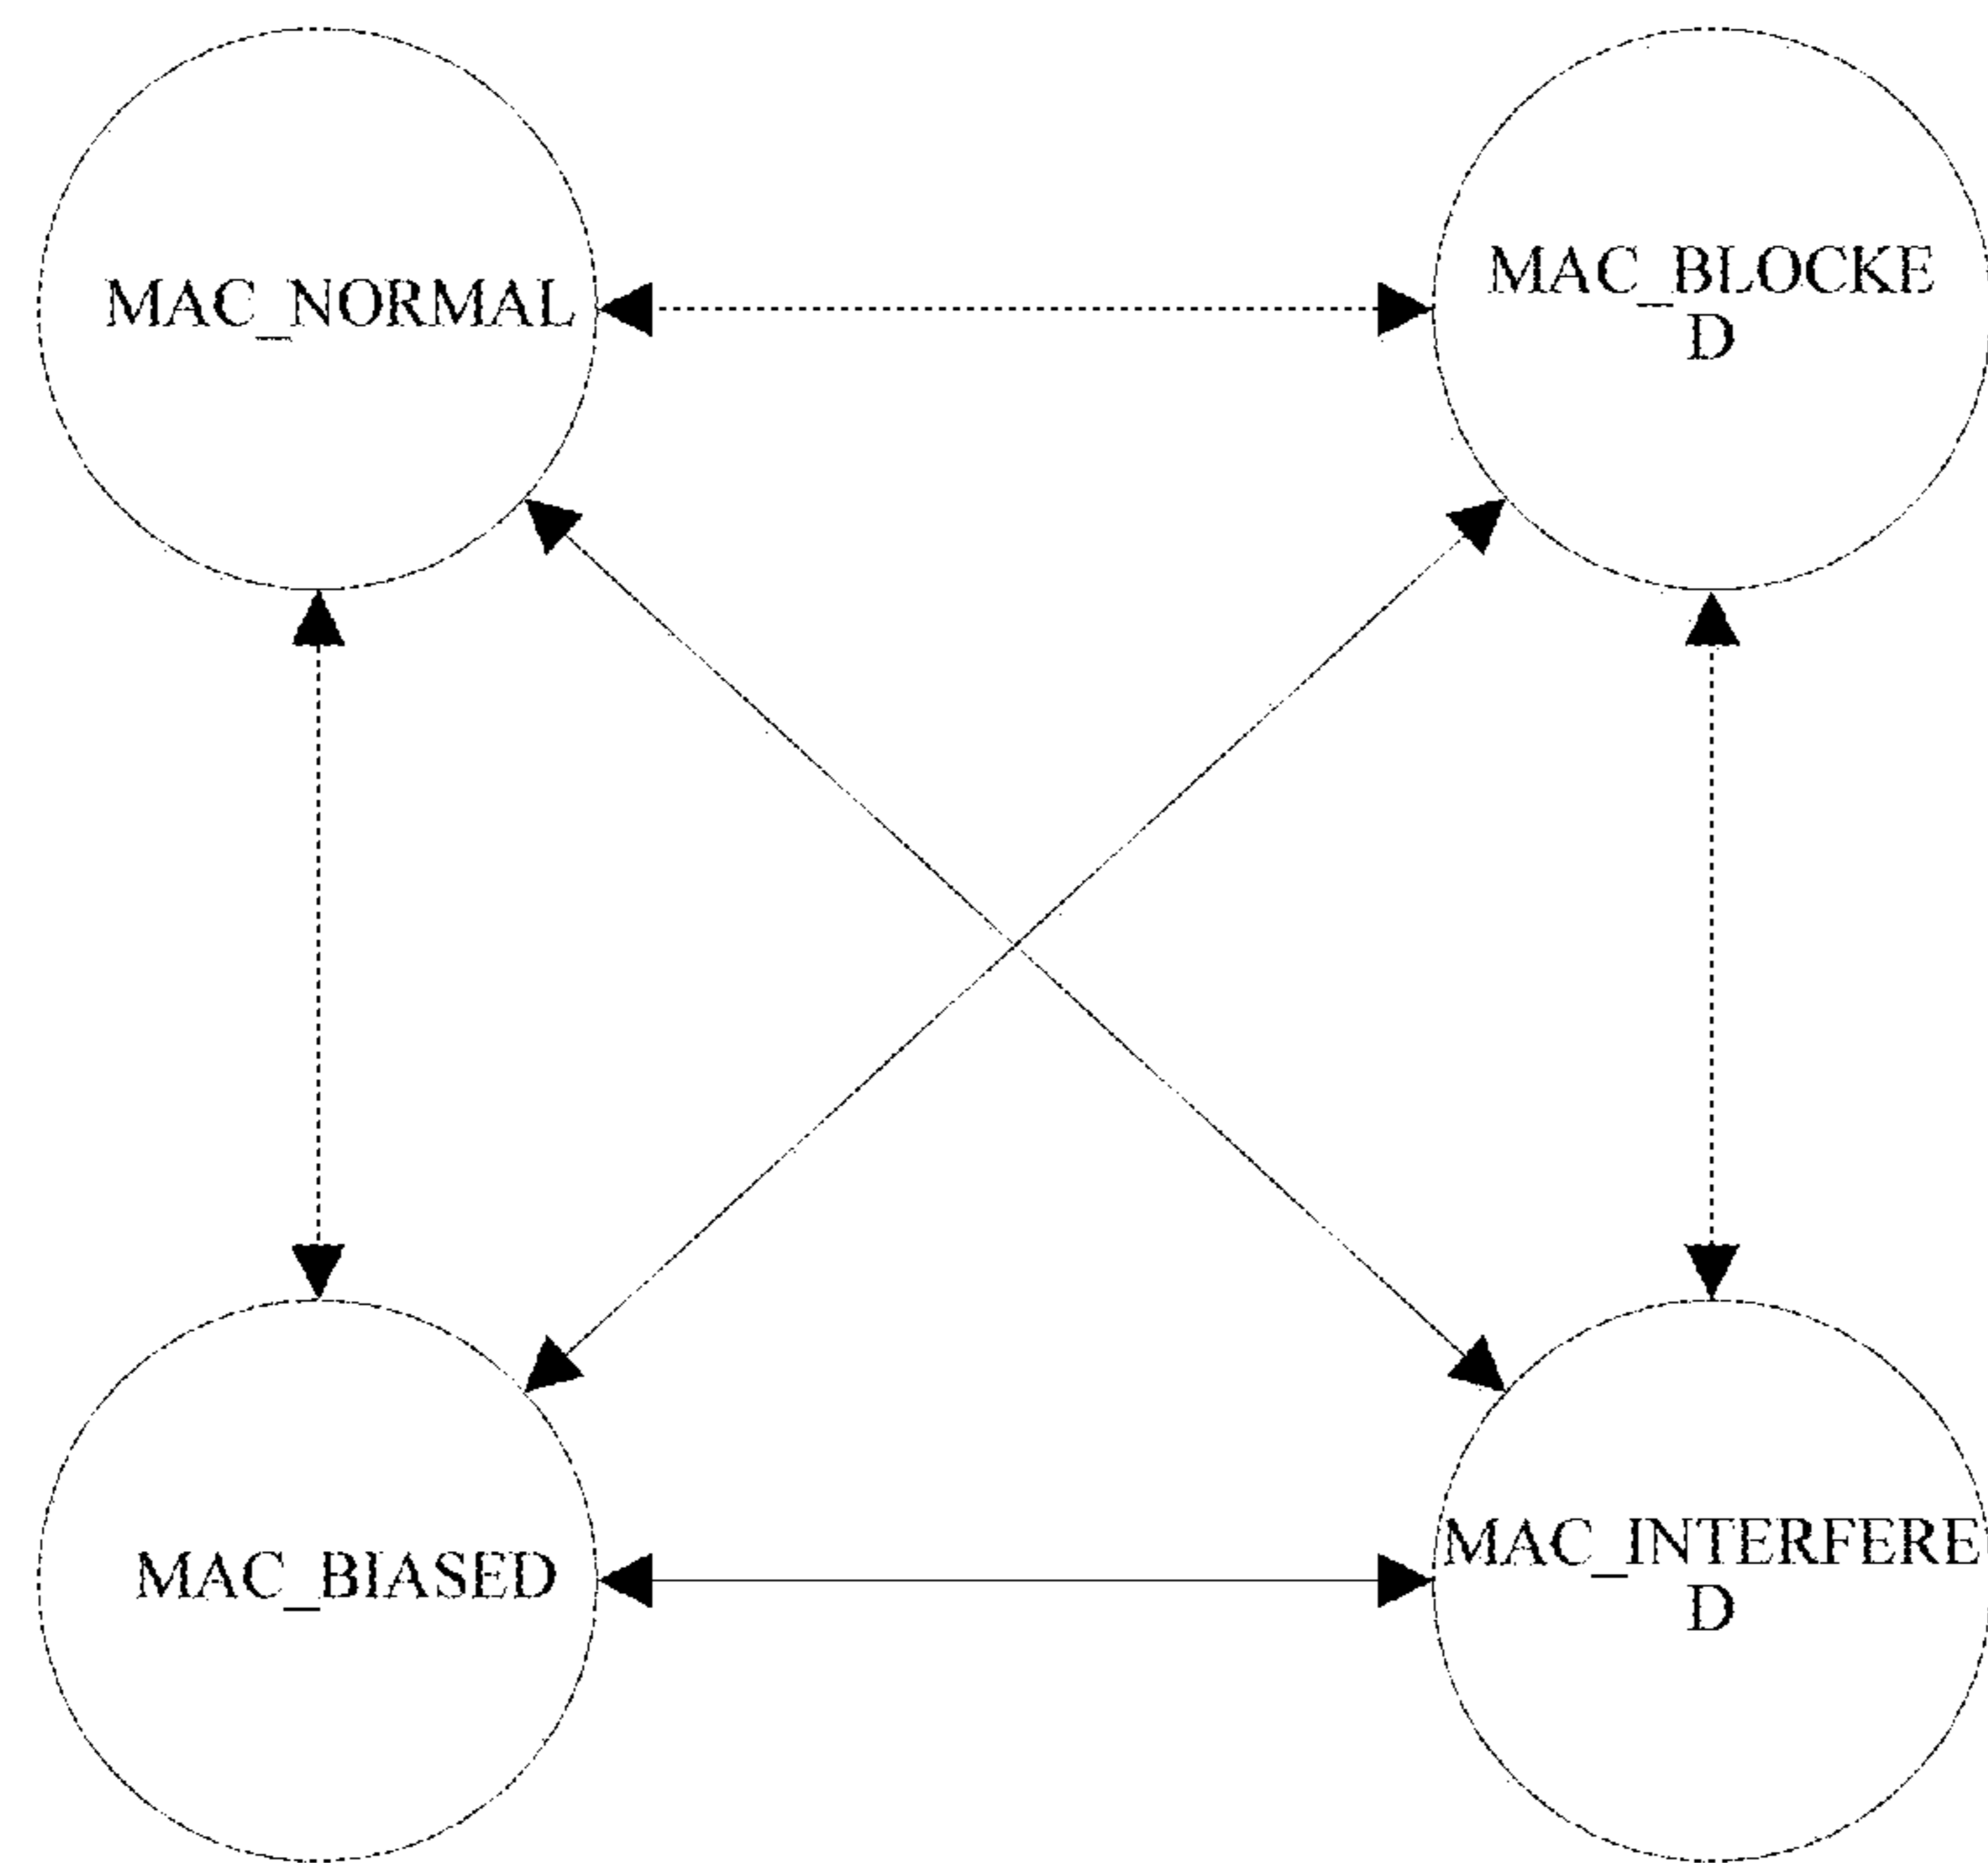 MAC_NORMAL
MAC_BLOCKE
D
MAC_BIASED
MAC_INTERFERE
D